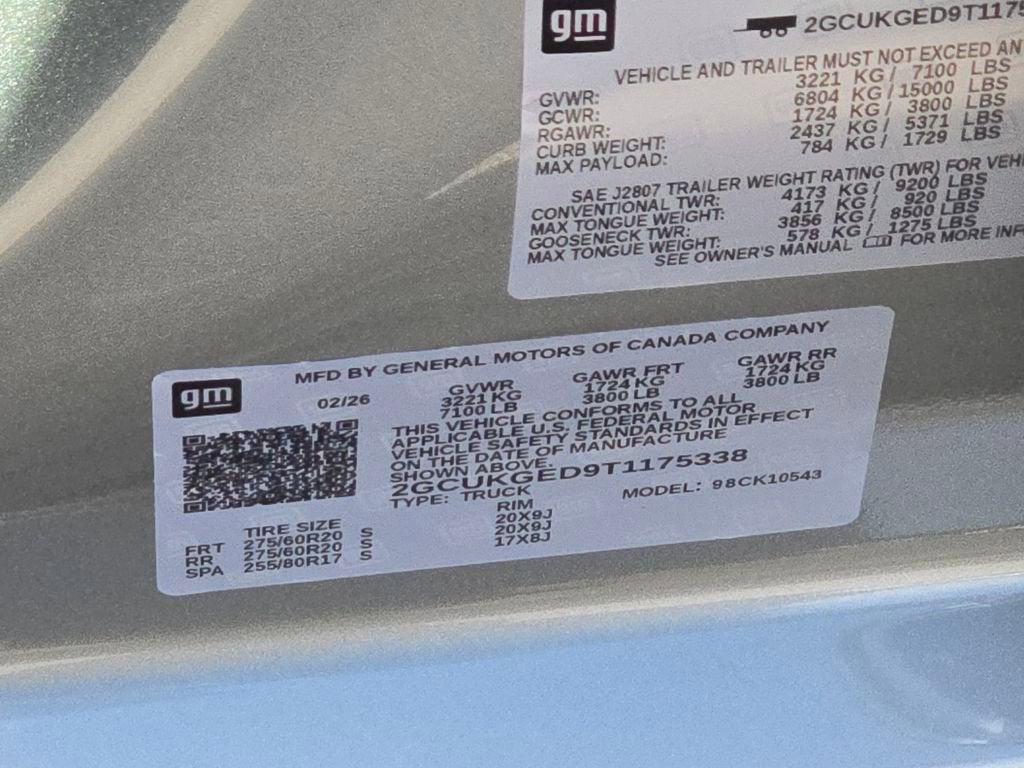 gm 2GCUKGED9T1175
VEHICLE AND TRAILER MUST NOT EXCEED AN
GVWR: 3221 KG / 7100 LBS
GCWR: 6804 KG / 15000 LBS
RGAWR: 1724 KG / 3800 LBS
CURB WEIGHT: 2437 KG / 5371 LBS
MAX PAYLOAD: 784 KG / 1729 LBS
SAE J2807 TRAILER WEIGHT RATING (TWR) FOR VEHI
CONVENTIONAL TWR: 4173 KG / 9200 LBS
MAX TONGUE WEIGHT: 417 KG / 920 LBS
GOOSENECK TWR: 3856 KG / 8500 LBS
MAX TONGUE WEIGHT: 578 KG / 1275 LBS
SEE OWNER'S MANUAL FOR MORE INF
MFD BY GENERAL MOTORS OF CANADA COMPANY
gm 02/26 GVWR GAWR FRT GAWR RR
3221 KG 1724 KG 1724 KG
7100 LB 3800 LB 3800 LB
THIS VEHICLE CONFORMS TO ALL
APPLICABLE U.S. FEDERAL MOTOR
VEHICLE SAFETY STANDARDS IN EFFECT
ON THE DATE OF MANUFACTURE
SHOWN ABOVE.
2GCUKGED9T1175338
TYPE: TRUCK MODEL: 98CK10543
TIRE SIZE RIM
FRT 275/60R20 S 20X9J
RR 275/60R20 S 20X9J
SPA 255/80R17 S 17X8J